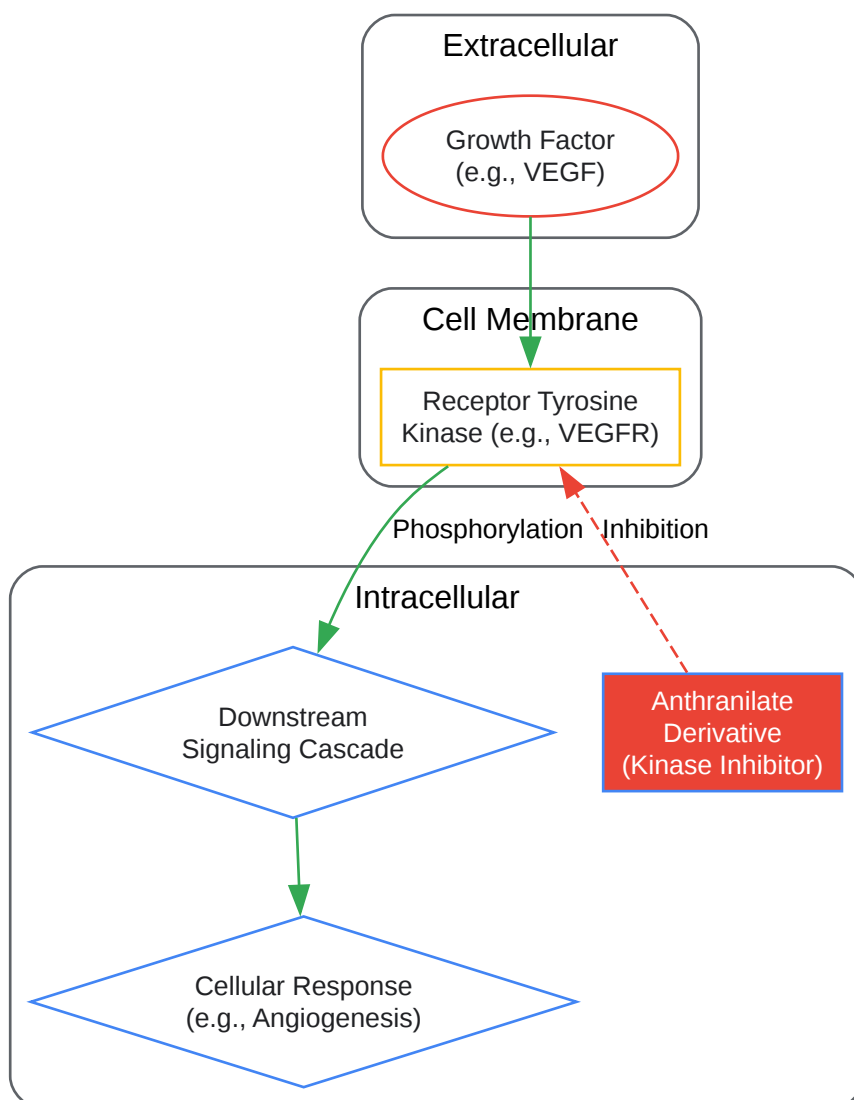 Extracellular
Growth Factor
(e.g., VEGF)
Cell Membrane
Receptor Tyrosine
Kinase (e.g., VEGFR)
Phosphorylation
Inhibition
Intracellular
Downstream
Signaling Cascade
Anthranilate
Derivative
(Kinase Inhibitor)
Cellular Response
(e.g., Angiogenesis)